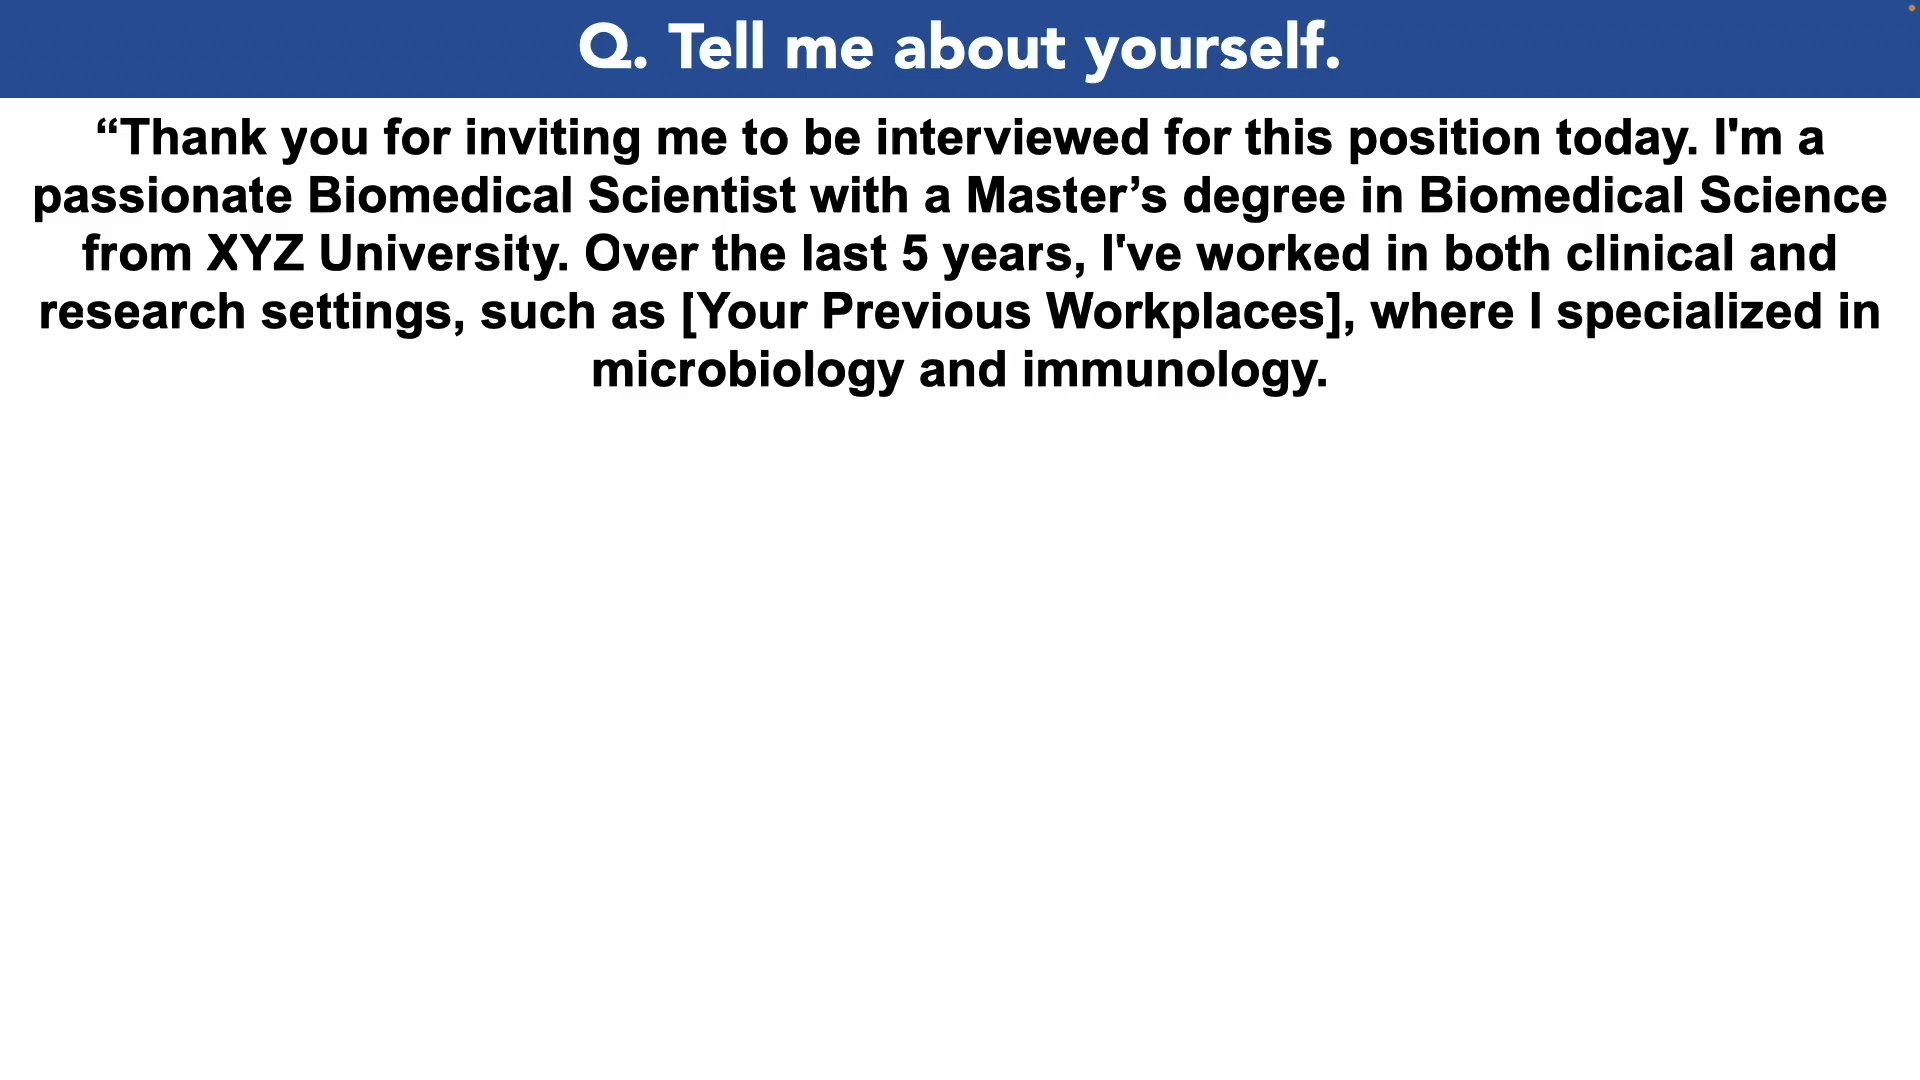 Q. Tell me about yourself.
“Thank you for inviting me to be interviewed for this position today. I'm a
passionate Biomedical Scientist with a Master’s degree in Biomedical Science
from XYZ University. Over the last 5 years, I've worked in both clinical and
research settings, such as [Your Previous Workplaces], where I specialized in
microbiology and immunology.